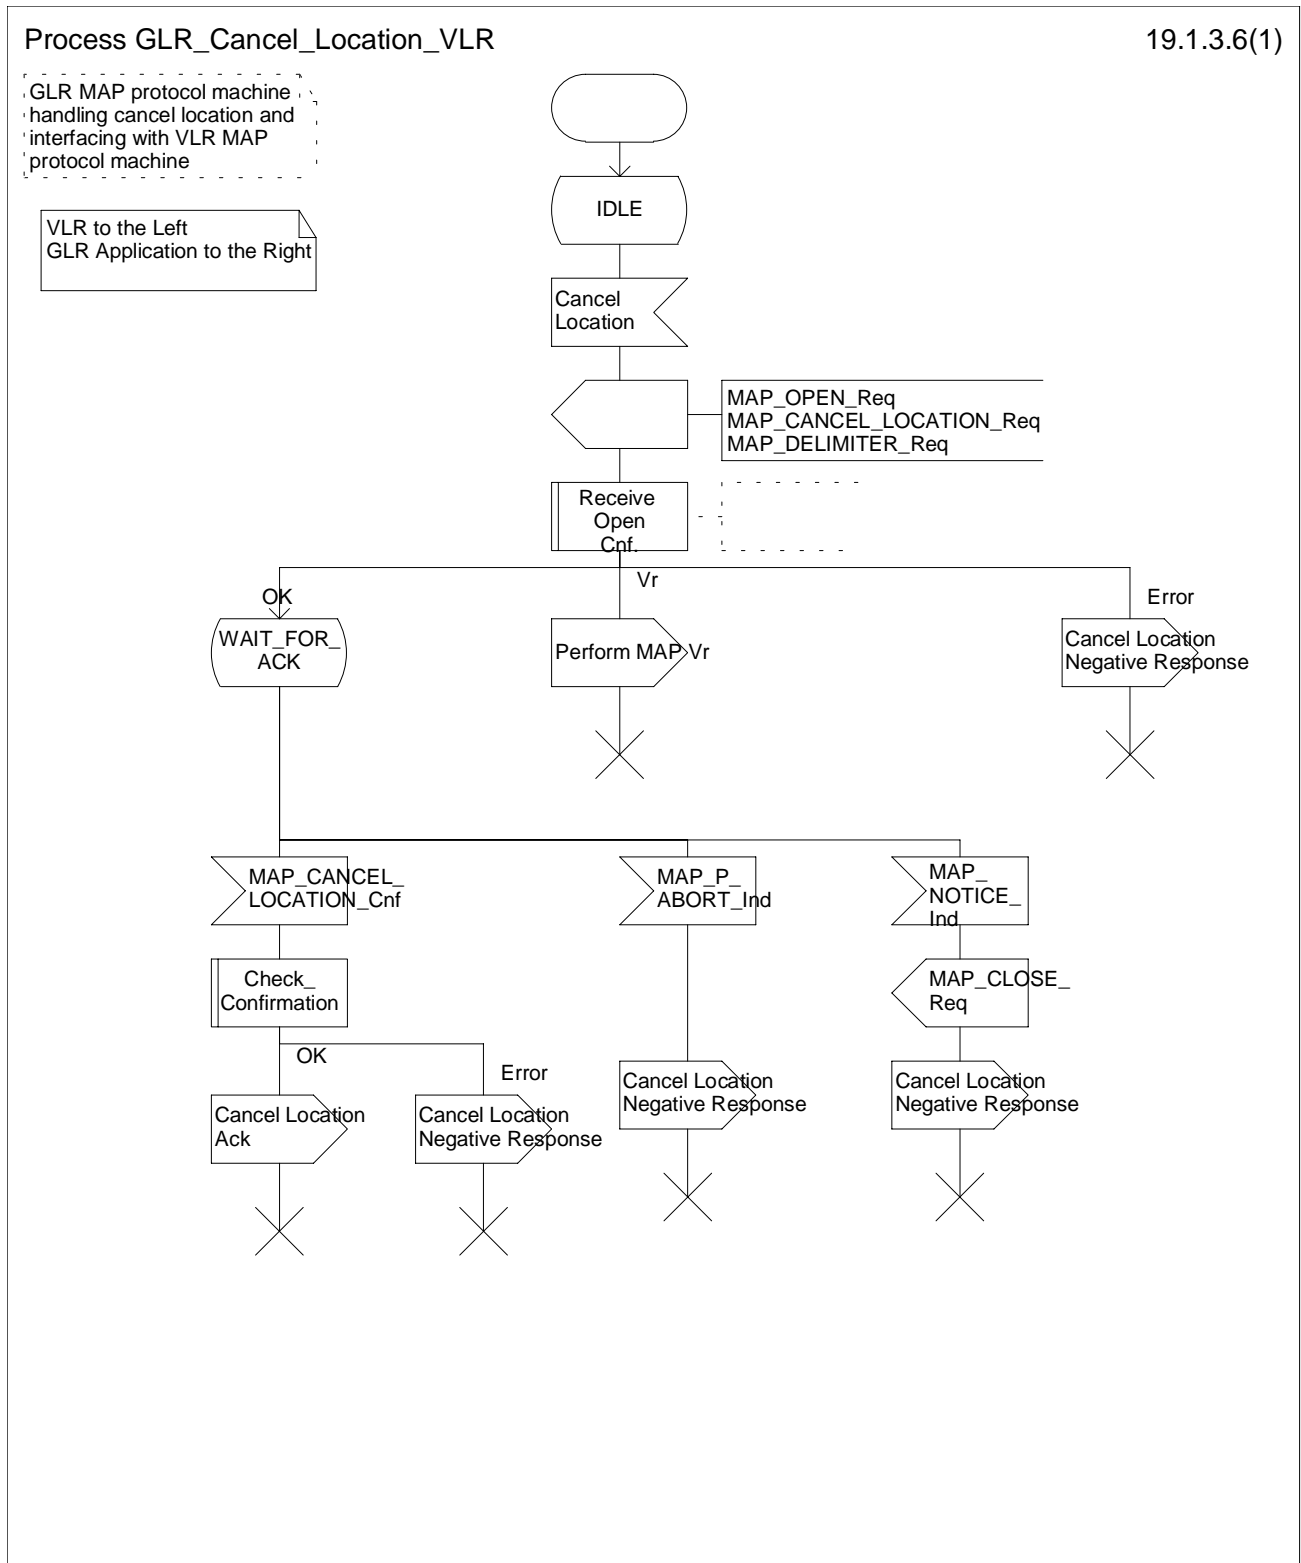 Process GLR_Cancel_Location_VLR
19.1.3.6(1)
GLR MAP protocol machine
handling cancel location and
interfacing with VLR MAP
protocol machine
VLR to the Left
GLR Application to the Right
IDLE
Cancel
Location
MAP_OPEN_Req
MAP_CANCEL_LOCATION_Req
MAP_DELIMITER_Req
Receive
Open
Cnf.
Vr
OK
Error
WAIT_FOR_
ACK
Perform MAP Vr
Cancel Location
Negative Response
MAP_CANCEL_
LOCATION_Cnf
MAP_P_
ABORT_Ind
MAP_
NOTICE_
Ind
Check_
Confirmation
MAP_CLOSE_
Req
OK
Error
Cancel Location
Negative Response
Cancel Location
Negative Response
Cancel Location
Ack
Cancel Location
Negative Response